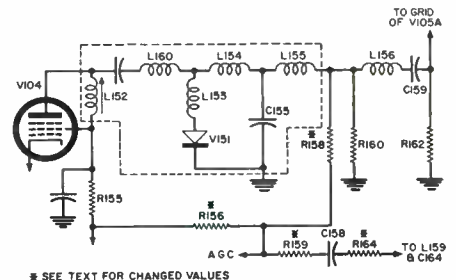 TO GRID
OF V105A
L160
L154
L155
L156
V104
L152
L153
C159
C155
V151
*
R158
R160
R162
R155
*
R156
AGC
*
R159
C158
*
R164
TO L159
& C164
* SEE TEXT FOR CHANGED VALUES